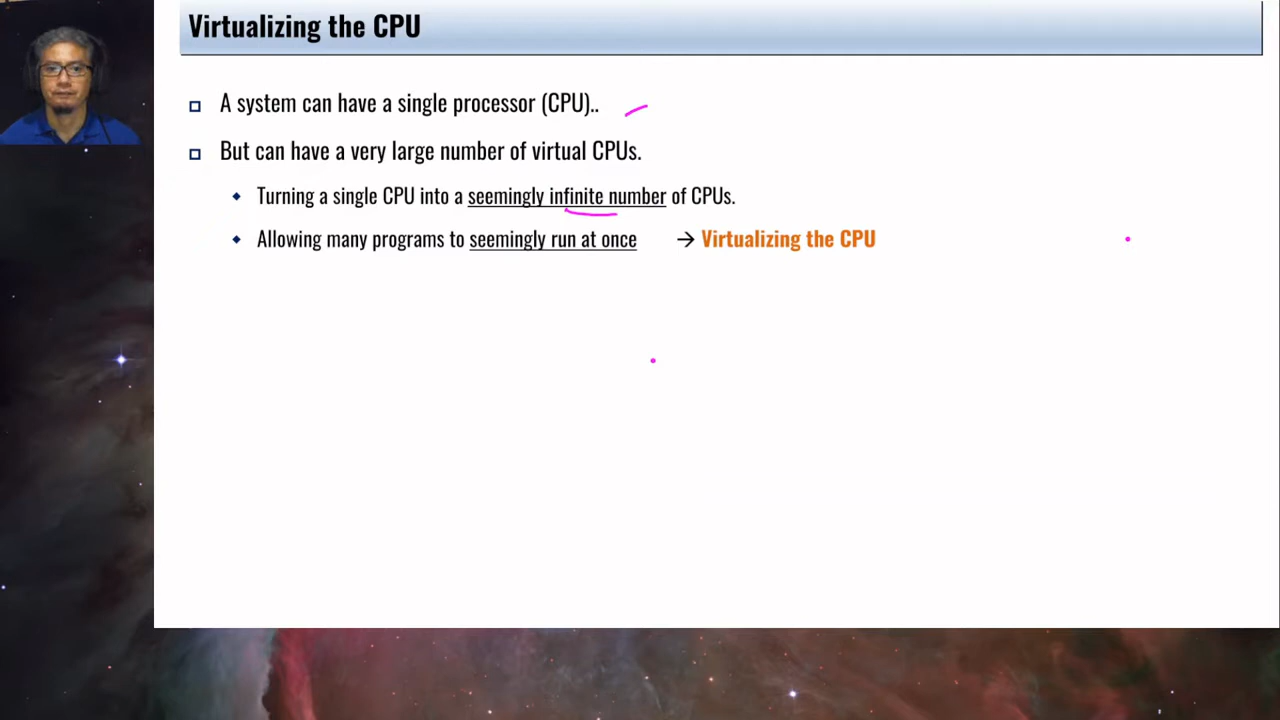 Virtualizing the CPU
A system can have a single processor (CPU)..
But can have a very large number of virtual CPUs.
Turning a single CPU into a seemingly infinite number of CPUs.
Allowing many programs to seemingly run at once → Virtualizing the CPU